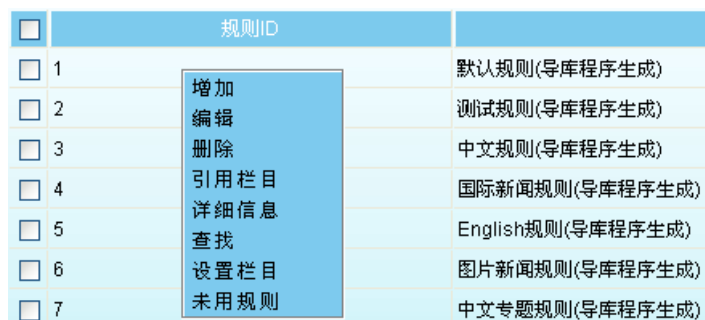 规则ID
1 默认规则(导库程序生成)
2 测试规则(导库程序生成)
3 中文规则(导库程序生成)
4 国际新闻规则(导库程序生成)
5 English规则(导库程序生成)
6 图片新闻规则(导库程序生成)
7 中文专题规则(导库程序生成)
增加
编辑
删除
引用栏目
详细信息
查找
设置栏目
未用规则